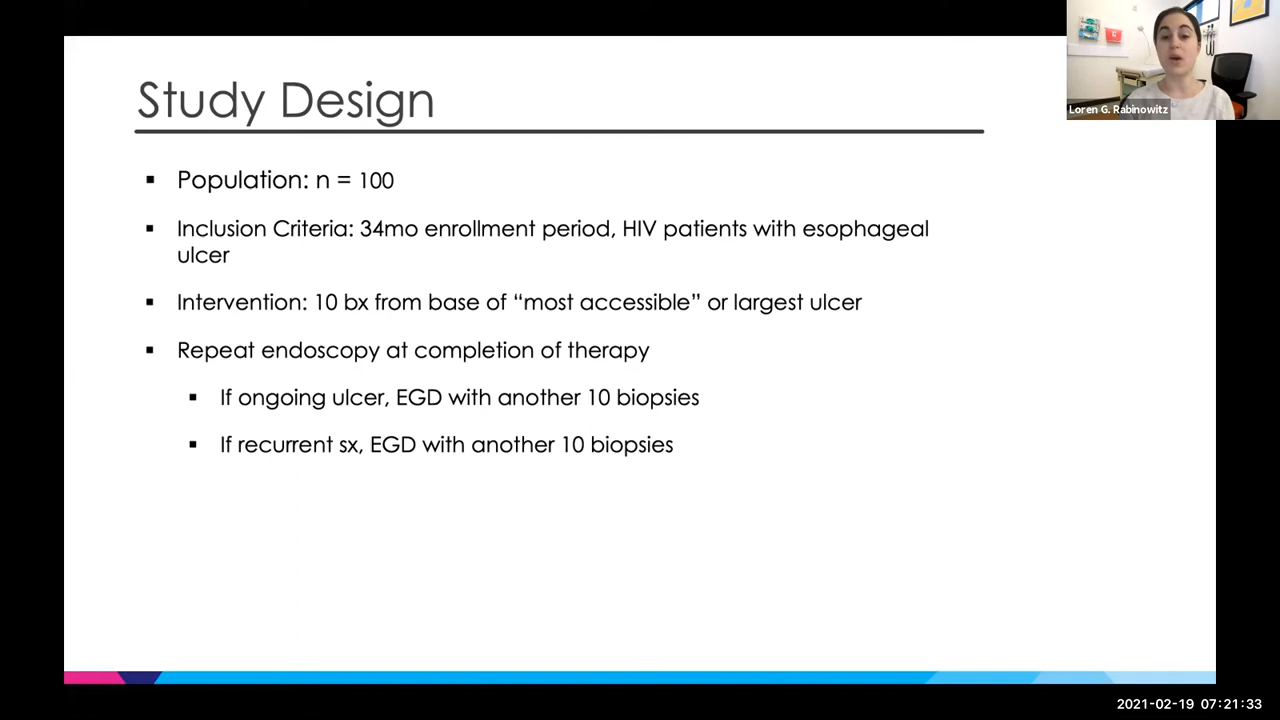 Study Design
Loren G. Rabinowitz
▪ Population: n = 100
▪ Inclusion Criteria: 34mo enrollment period, HIV patients with esophageal
ulcer
▪ Intervention: 10 bx from base of “most accessible” or largest ulcer
▪ Repeat endoscopy at completion of therapy
▪ If ongoing ulcer, EGD with another 10 biopsies
▪ If recurrent sx, EGD with another 10 biopsies
2021-02-19 07:21:33